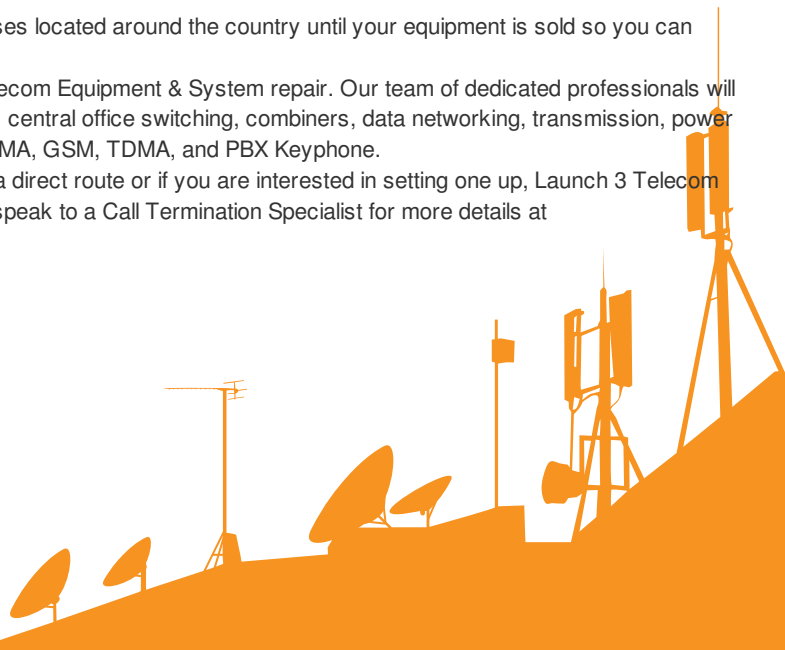 ses located around the country until your equipment is sold so you can
ecom Equipment & System repair. Our team of dedicated professionals will
central office switching, combiners, data networking, transmission, power
MA, GSM, TDMA, and PBX Keyphone.
a direct route or if you are interested in setting one up, Launch 3 Telecom
speak to a Call Termination Specialist for more details at